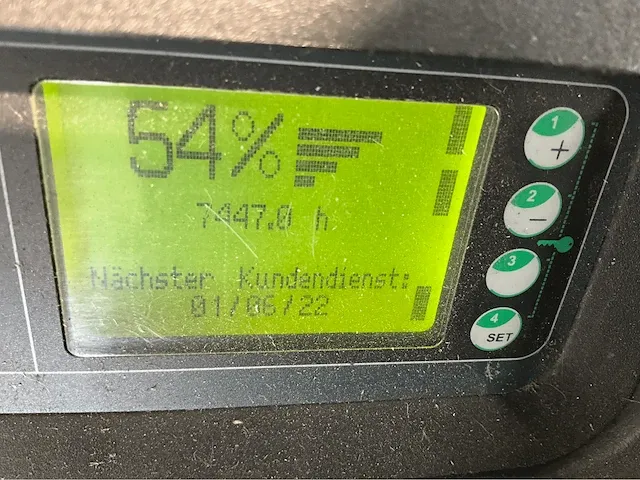 54%
7447.0 h
Nächster Kundendienst:
01/06/22
1
+
2
−
3
4
SET